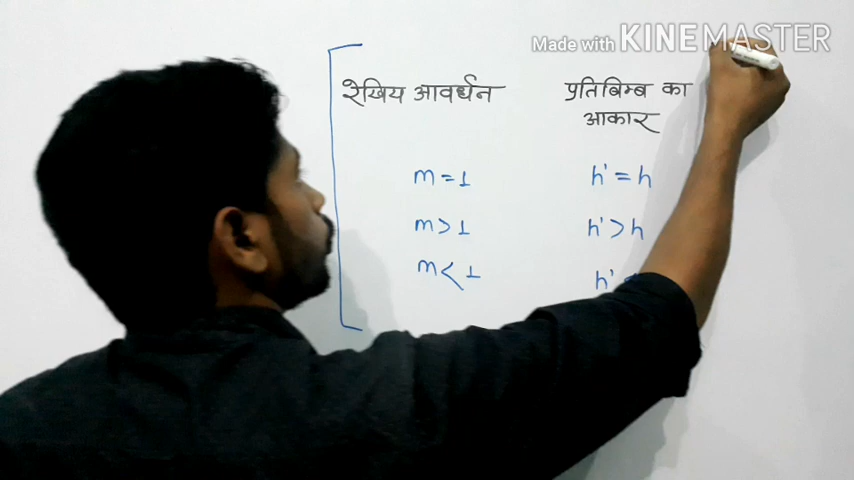 Made with KINEMASTER
रेखिय आवर्धन प्रतिबिम्ब का
आकार
m = 1 h' = h
m > 1 h' > h
m < 1 h'